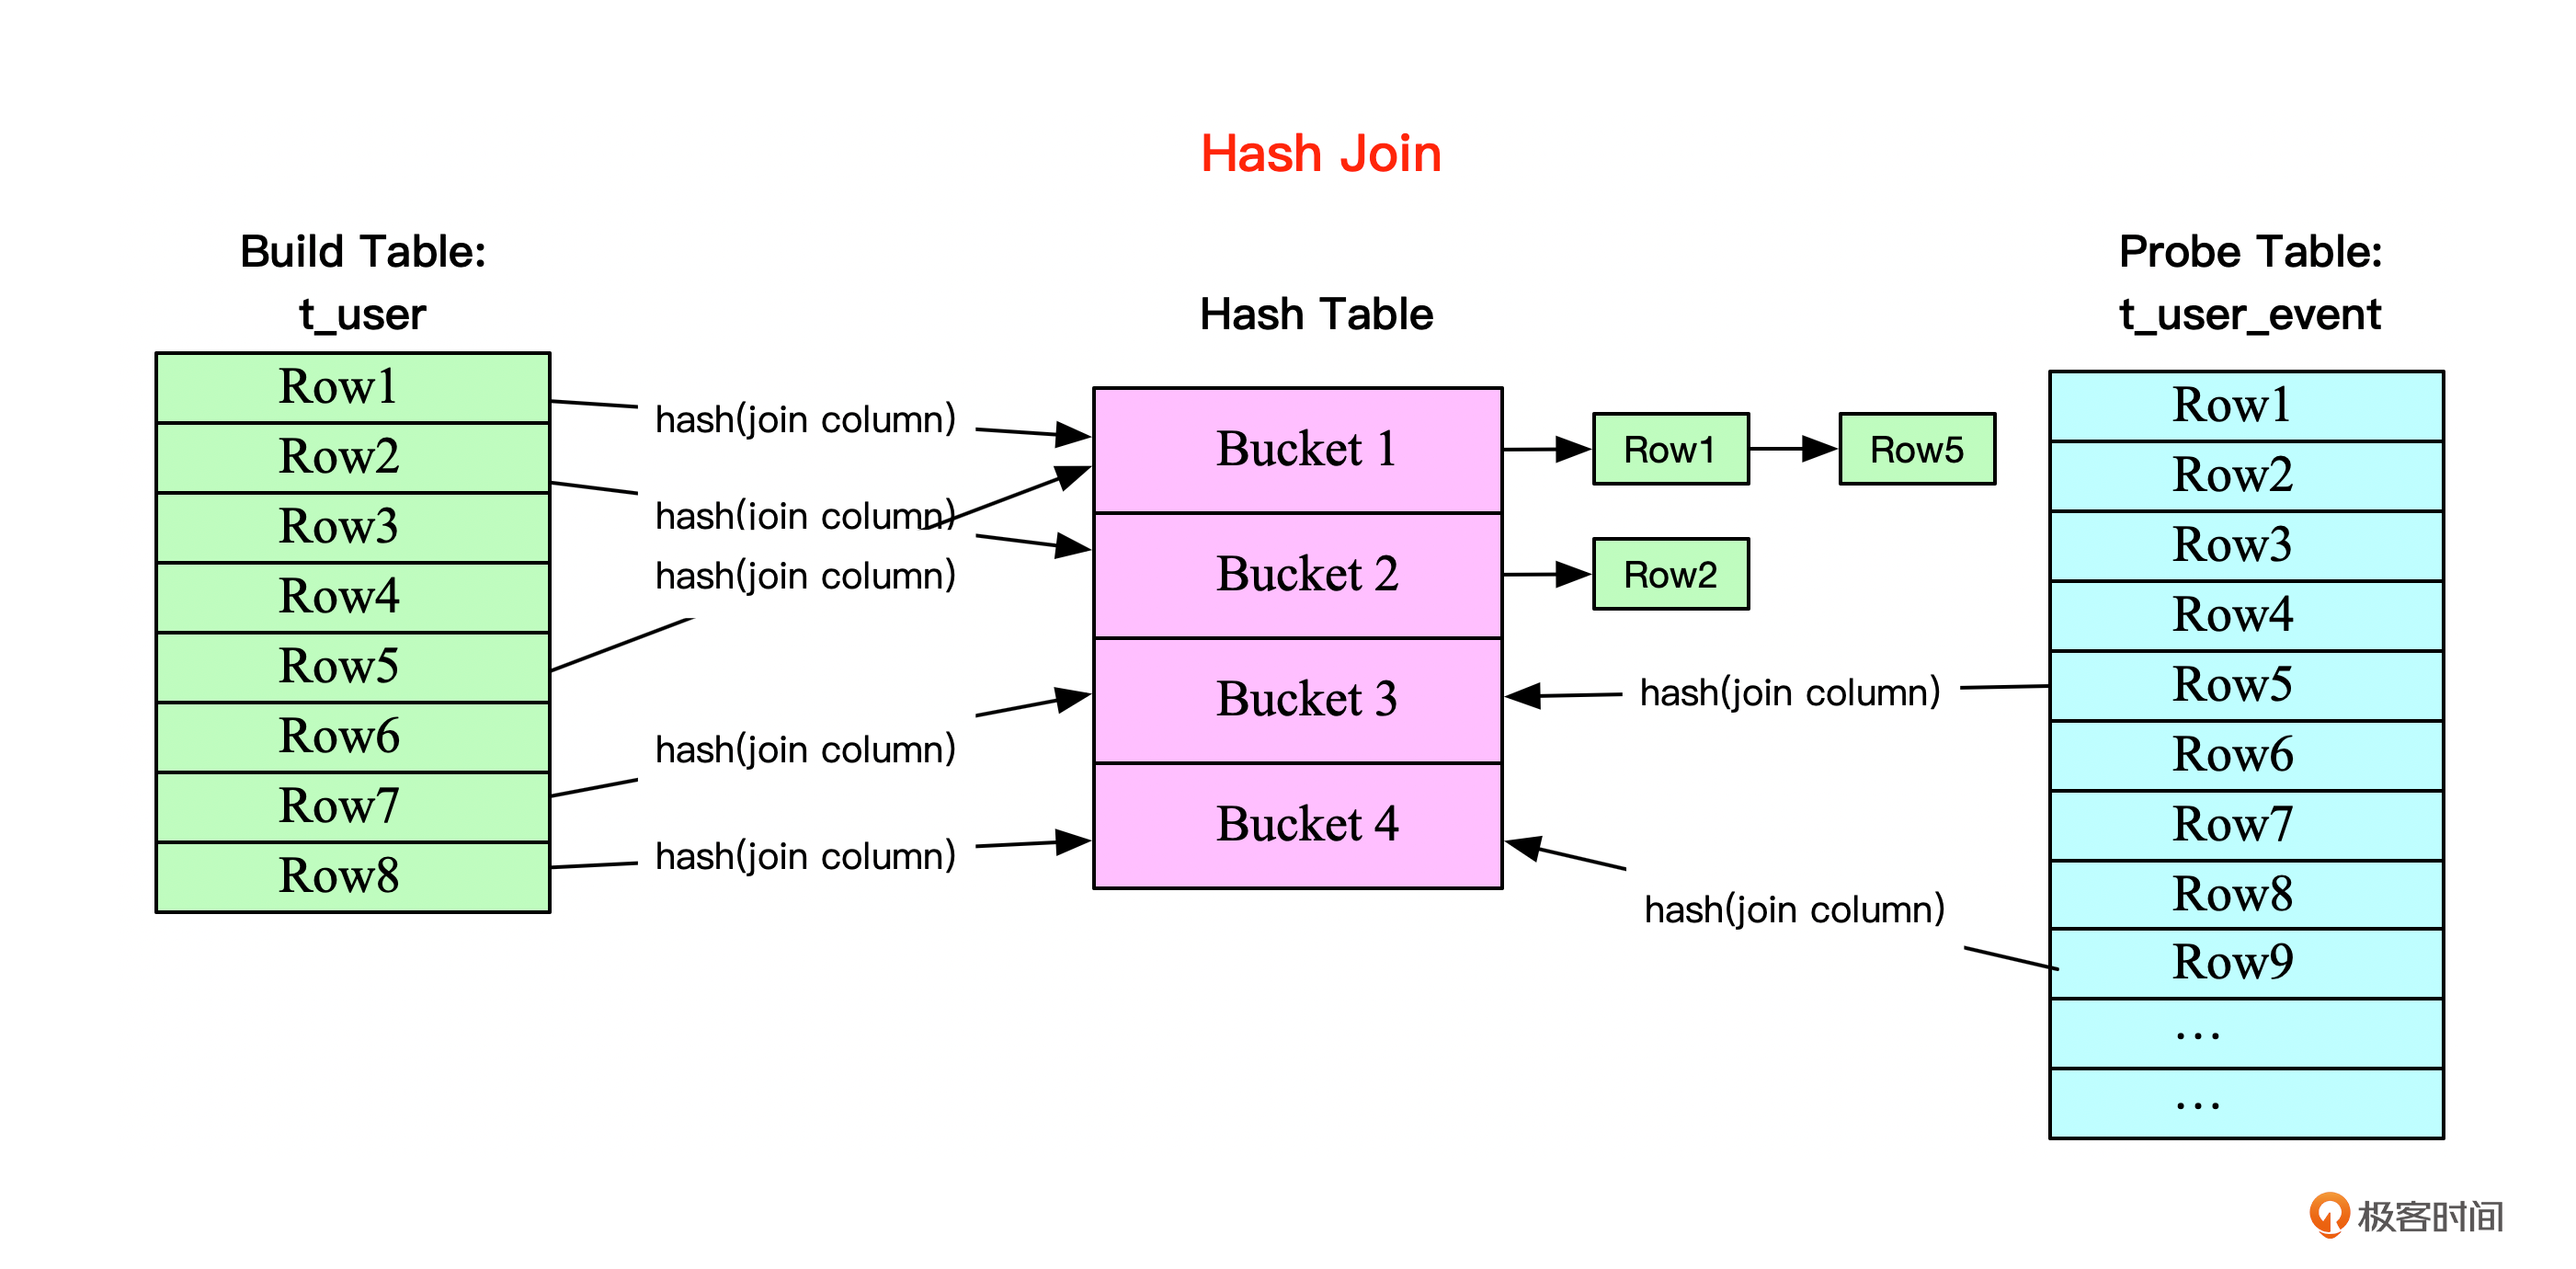 Hash Join
Build Table:
t_user
Row1
Row2
Row3
Row4
Row5
Row6
Row7
Row8
hash(join column)
hash(join column)
hash(join column)
hash(join column)
hash(join column)
Hash Table
Bucket 1
Bucket 2
Bucket 3
Bucket 4
Row1
Row5
Row2
hash(join column)
hash(join column)
Probe Table:
t_user_event
Row1
Row2
Row3
Row4
Row5
Row6
Row7
Row8
Row9
...
...
极客时间